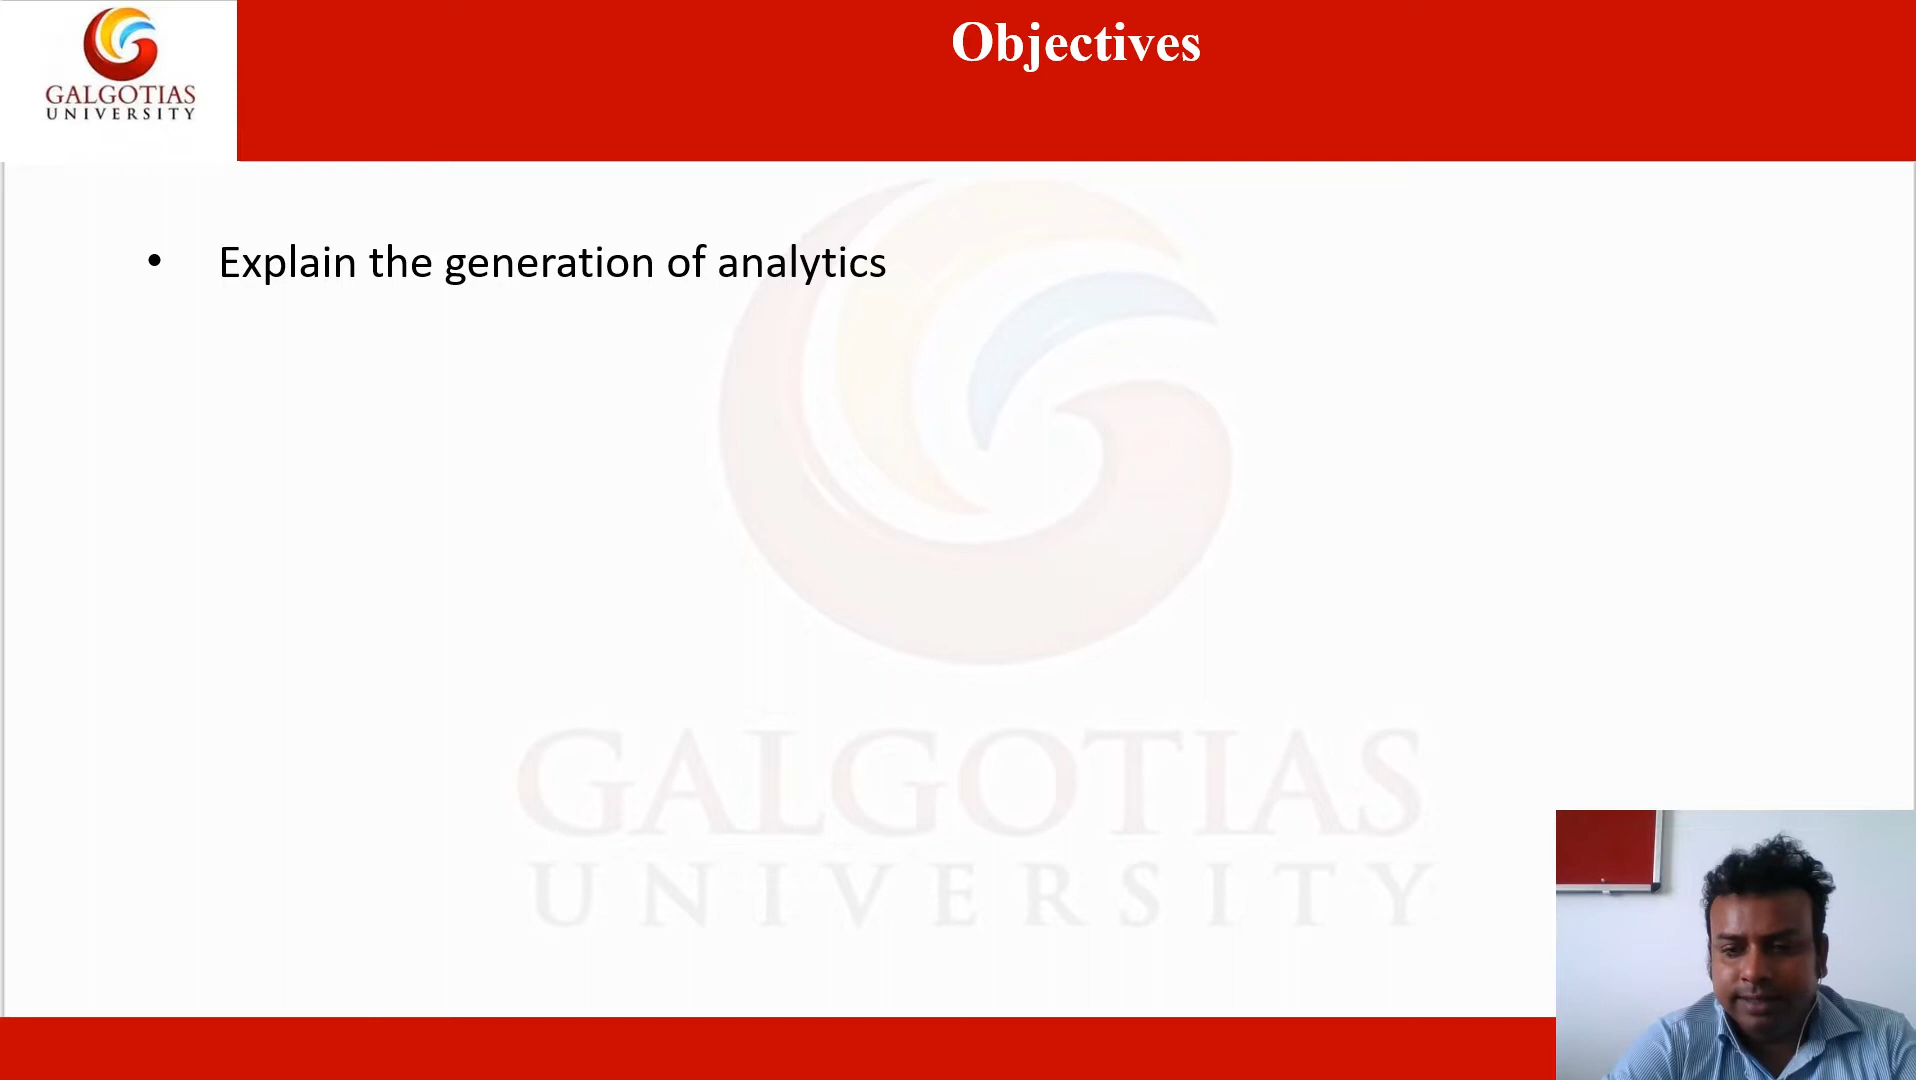 GALGOTIAS
UNIVERSITY
Objectives
• Explain the generation of analytics
GALGOTIAS
UNIVERSITY